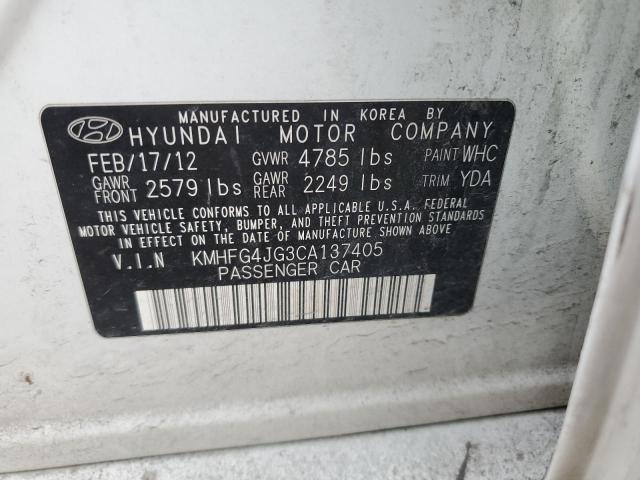 MANUFACTURED IN KOREA BY
HYUNDAI MOTOR COMPANY
FEB/17/12 GVWR 4785 lbs PAINT WHC
GAWR FRONT 2579 lbs GAWR REAR 2249 lbs TRIM YDA
THIS VEHICLE CONFORMS TO ALL APPLICABLE U.S.A. FEDERAL
MOTOR VEHICLE SAFETY, BUMPER, AND THEFT PREVENTION STANDARDS
IN EFFECT ON THE DATE OF MANUFACTURE SHOWN ABOVE.
V.I.N KMHFG4JG3CA137405
PASSENGER CAR